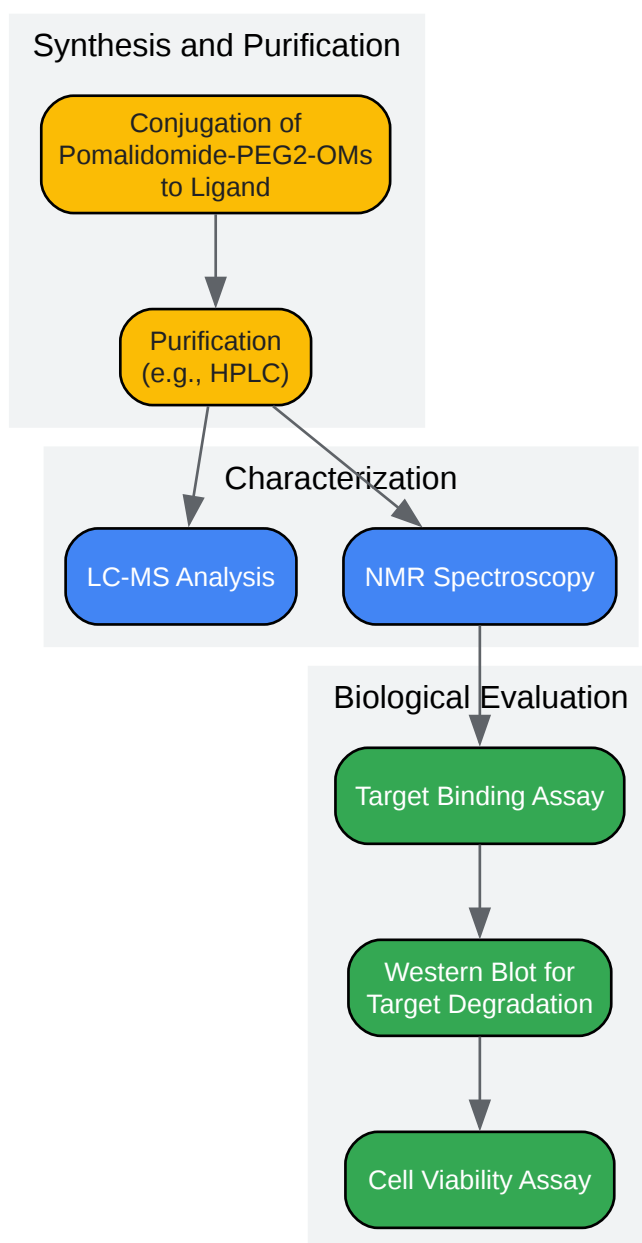 Synthesis and Purification
Conjugation of
Pomalidomide-PEG2-OMs
to Ligand
Purification
(e.g., HPLC)
Characterization
LC-MS Analysis
NMR Spectroscopy
Biological Evaluation
Target Binding Assay
Western Blot for
Target Degradation
Cell Viability Assay